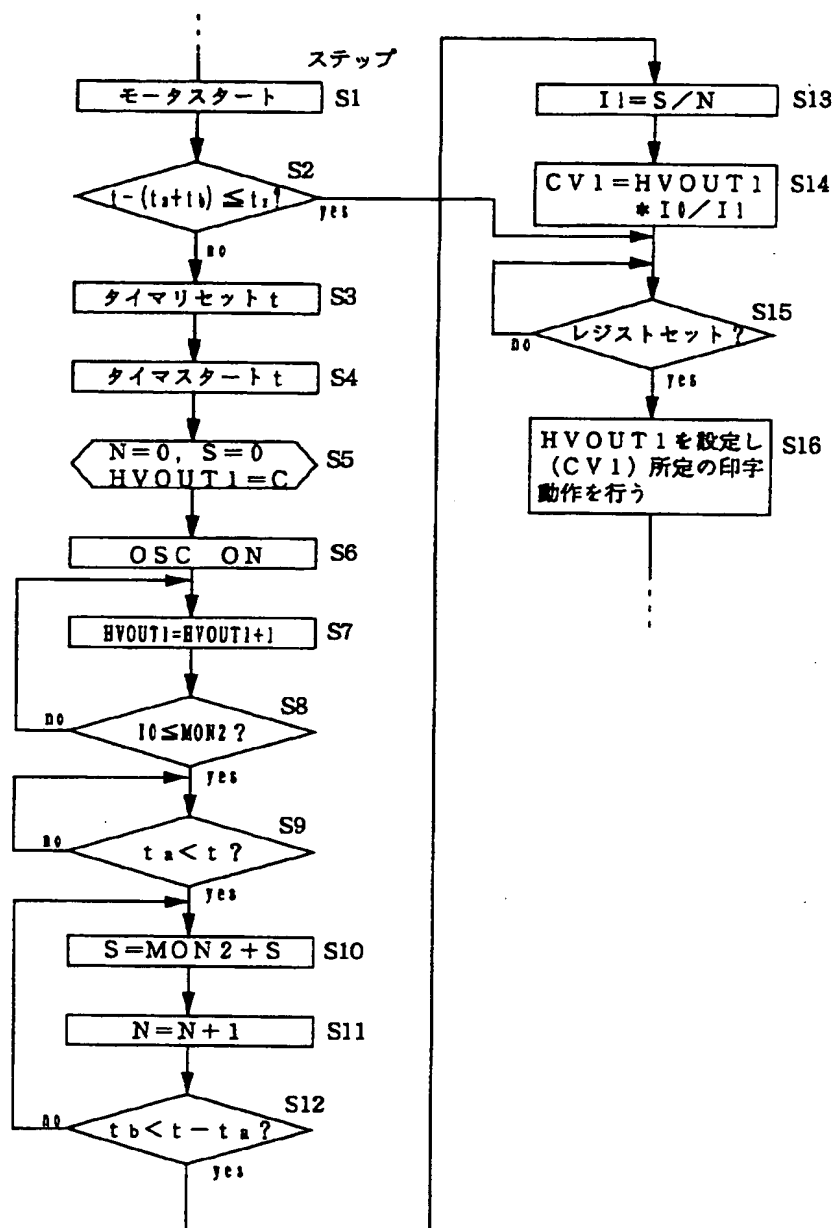 ステップ
モータスタート S1
S2
t-(ta+tb)≦tx?
yes
no
タイマリセットt S3
タイマスタートt S4
N=0, S=0
HVOUT1=C
S5
OSC ON S6
HVOUT1=HVOUT1+1 S7
S8
no
I0≦MON2?
yes
S9
no
ta<t?
yes
S=MON2+S S10
N=N+1 S11
S12
no
tb<t-ta?
yes
I1=S/N S13
CV1=HVOUT1
*I0/I1
S14
S15
レジストセット?
no
yes
HVOUT1を設定し
(CV1)所定の印字
動作を行う
S16